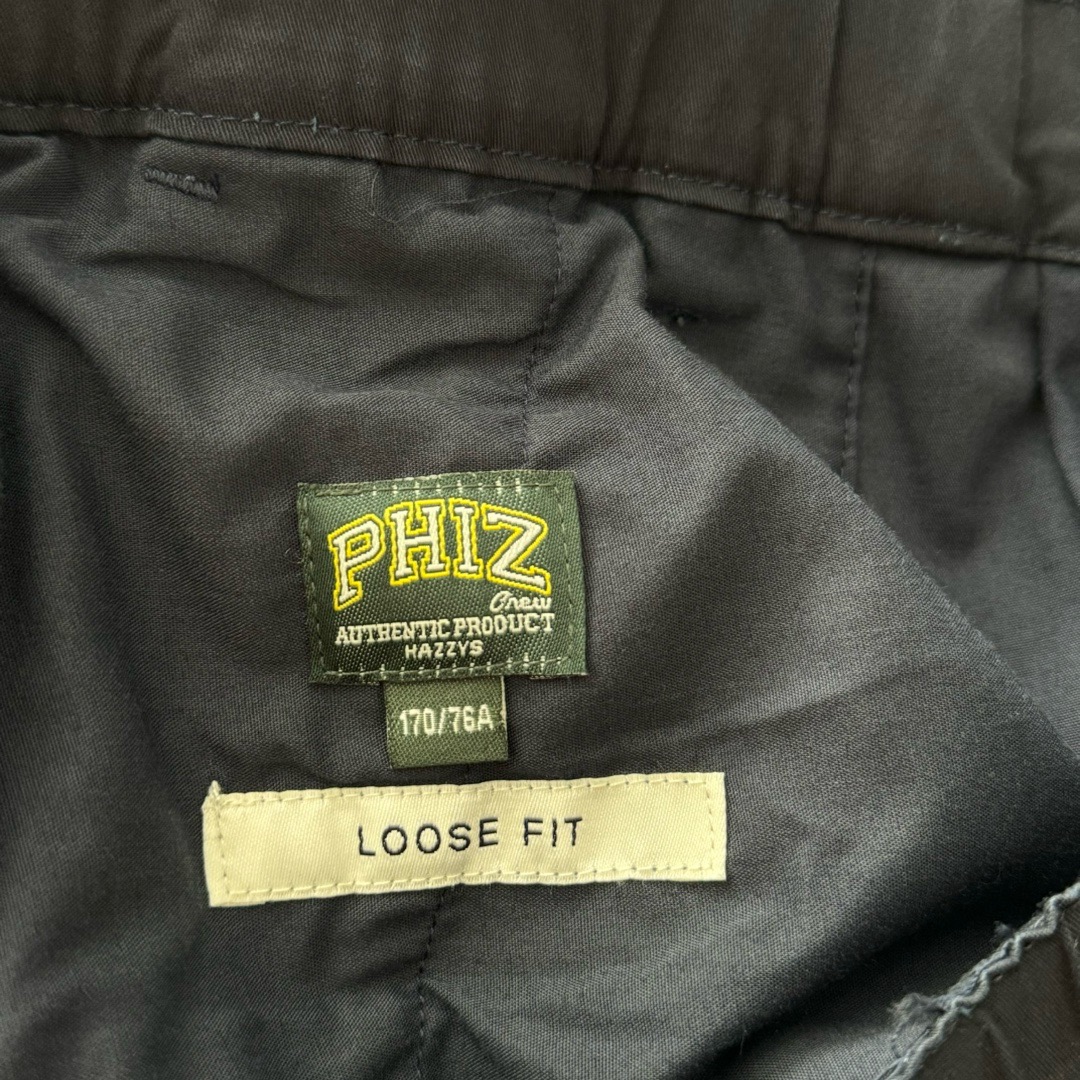 PHIZ
Crew
AUTHENTIC PRODUCT
HAZZYS
170/76A
LOOSE FIT